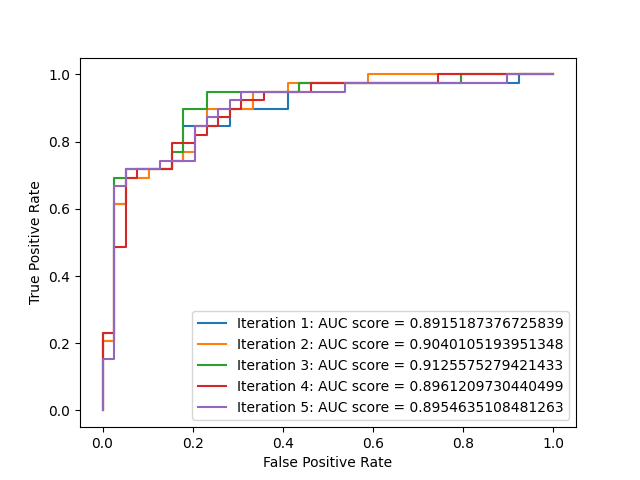 1.0
0.8
0.6
0.4
0.2
0.0
True Positive Rate
Iteration 1: AUC score = 0.8915187376725839
Iteration 2: AUC score = 0.9040105193951348
Iteration 3: AUC score = 0.9125575279421433
Iteration 4: AUC score = 0.8961209730440499
Iteration 5: AUC score = 0.8954635108481263
0.0 0.2 0.4 0.6 0.8 1.0
False Positive Rate